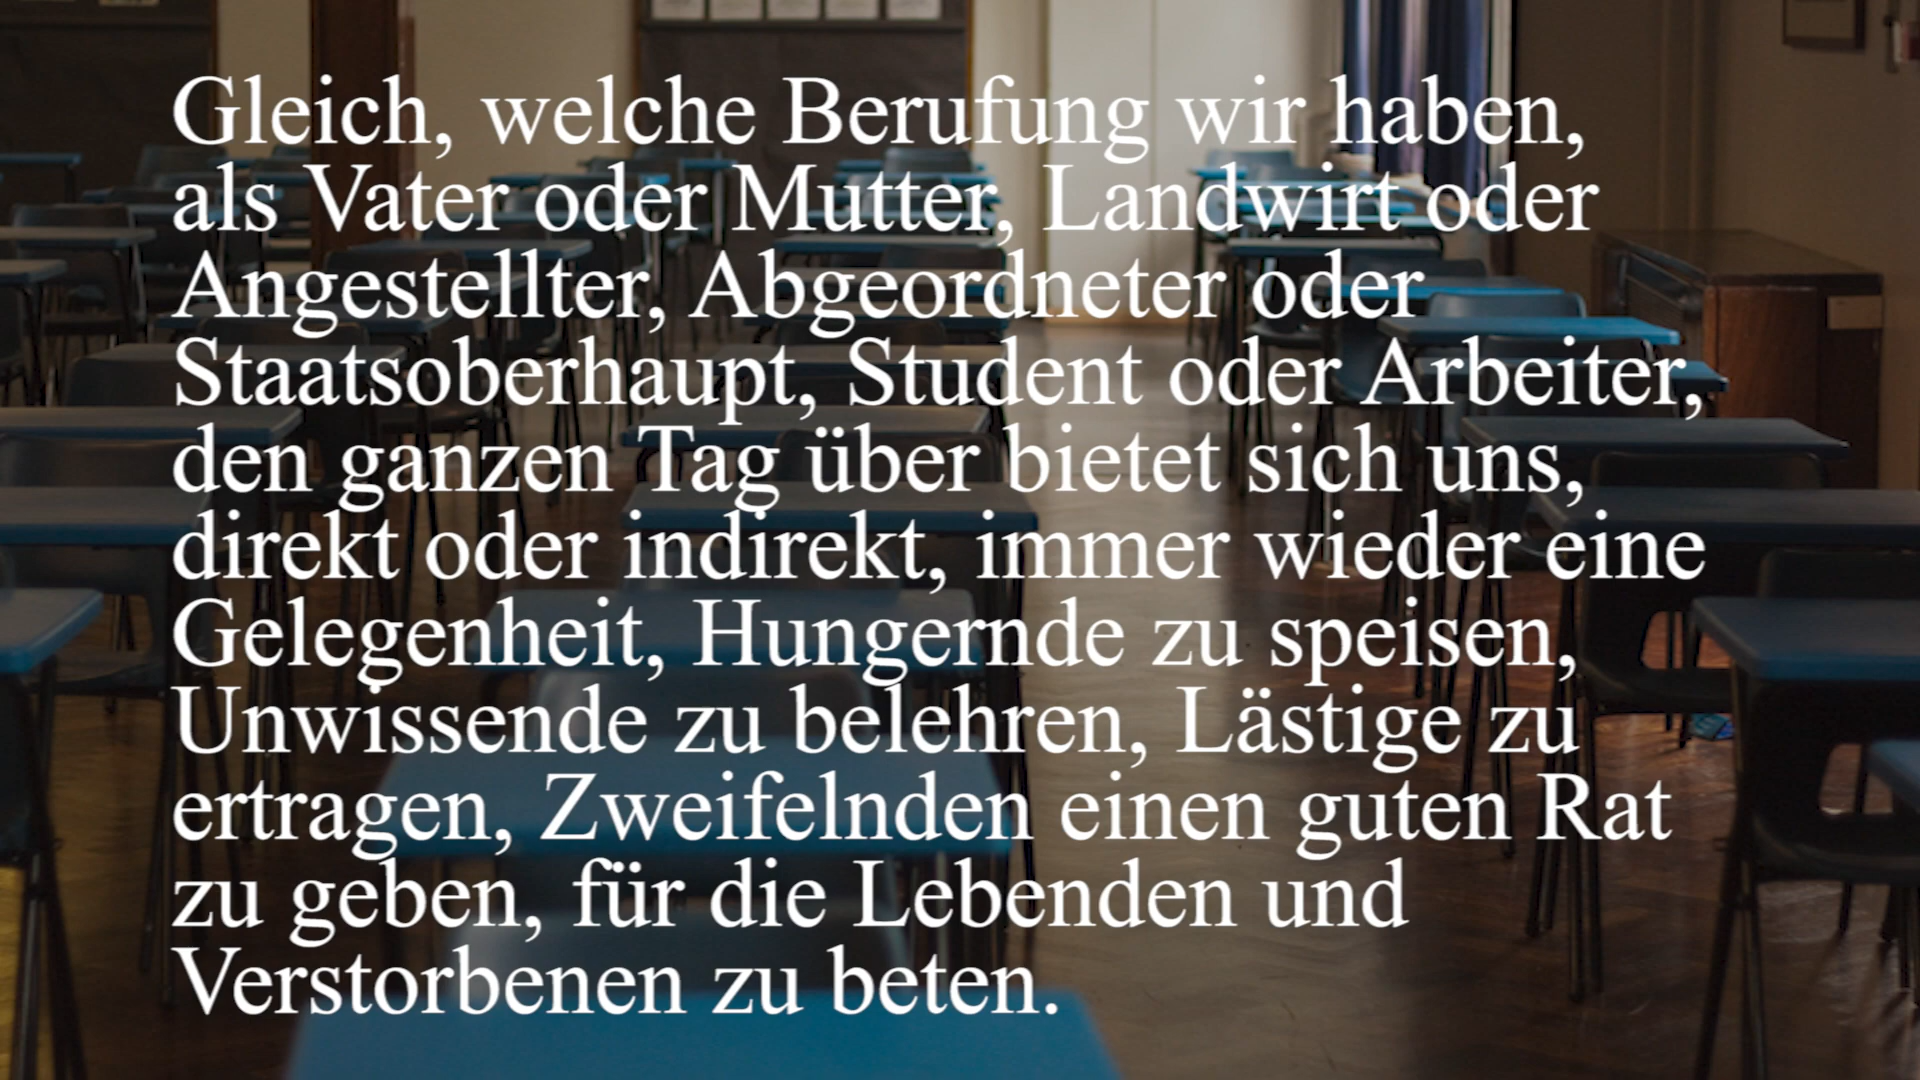 Gleich, welche Berufung wir haben,
als Vater oder Mutter, Landwirt oder
Angestellter, Abgeordneter oder
Staatsoberhaupt, Student oder Arbeiter,
den ganzen Tag über bietet sich uns,
direkt oder indirekt, immer wieder eine
Gelegenheit, Hungernde zu speisen,
Unwissende zu belehren, Lästige zu
ertragen, Zweifelnden einen guten Rat
zu geben, für die Lebenden und
Verstorbenen zu beten.